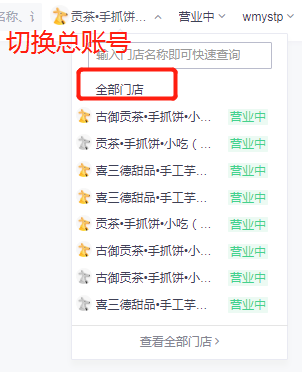 名称、 贡茶•手抓饼•小... 营业中 wmystp
切换总账号
输入门店名称即可快速查询
全部门店
古御贡茶•手抓饼•小... 营业中
贡茶•手抓饼•小吃（... 营业中
喜三德甜品•手工芋... 营业中
喜三德甜品•手工芋... 营业中
贡茶•手抓饼•小吃（... 营业中
古御贡茶•手抓饼•小... 营业中
古御贡茶•手抓饼•小... 营业中
喜三德甜品•手工芋... 营业中
查看全部门店 >